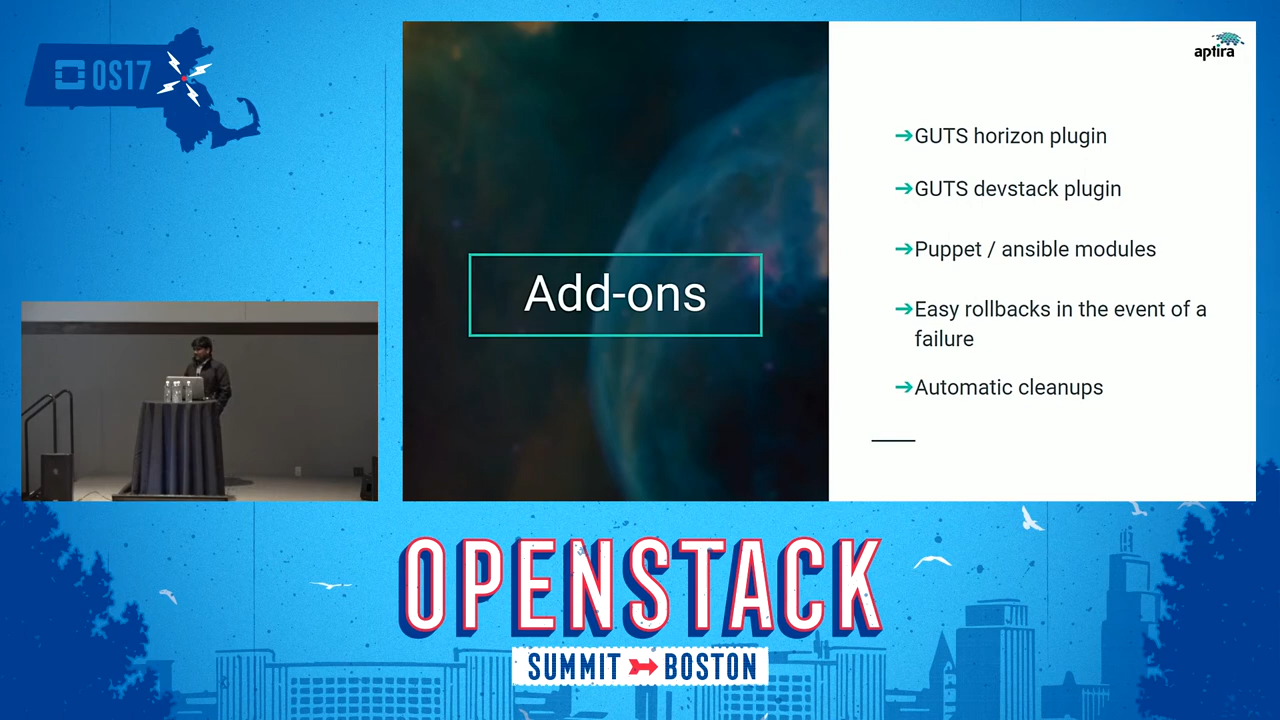 OS17
aptira
Add-ons
➔GUTS horizon plugin
➔GUTS devstack plugin
➔Puppet / ansible modules
➔Easy rollbacks in the event of a
failure
➔Automatic cleanups
OPENSTACK
SUMMIT BOSTON